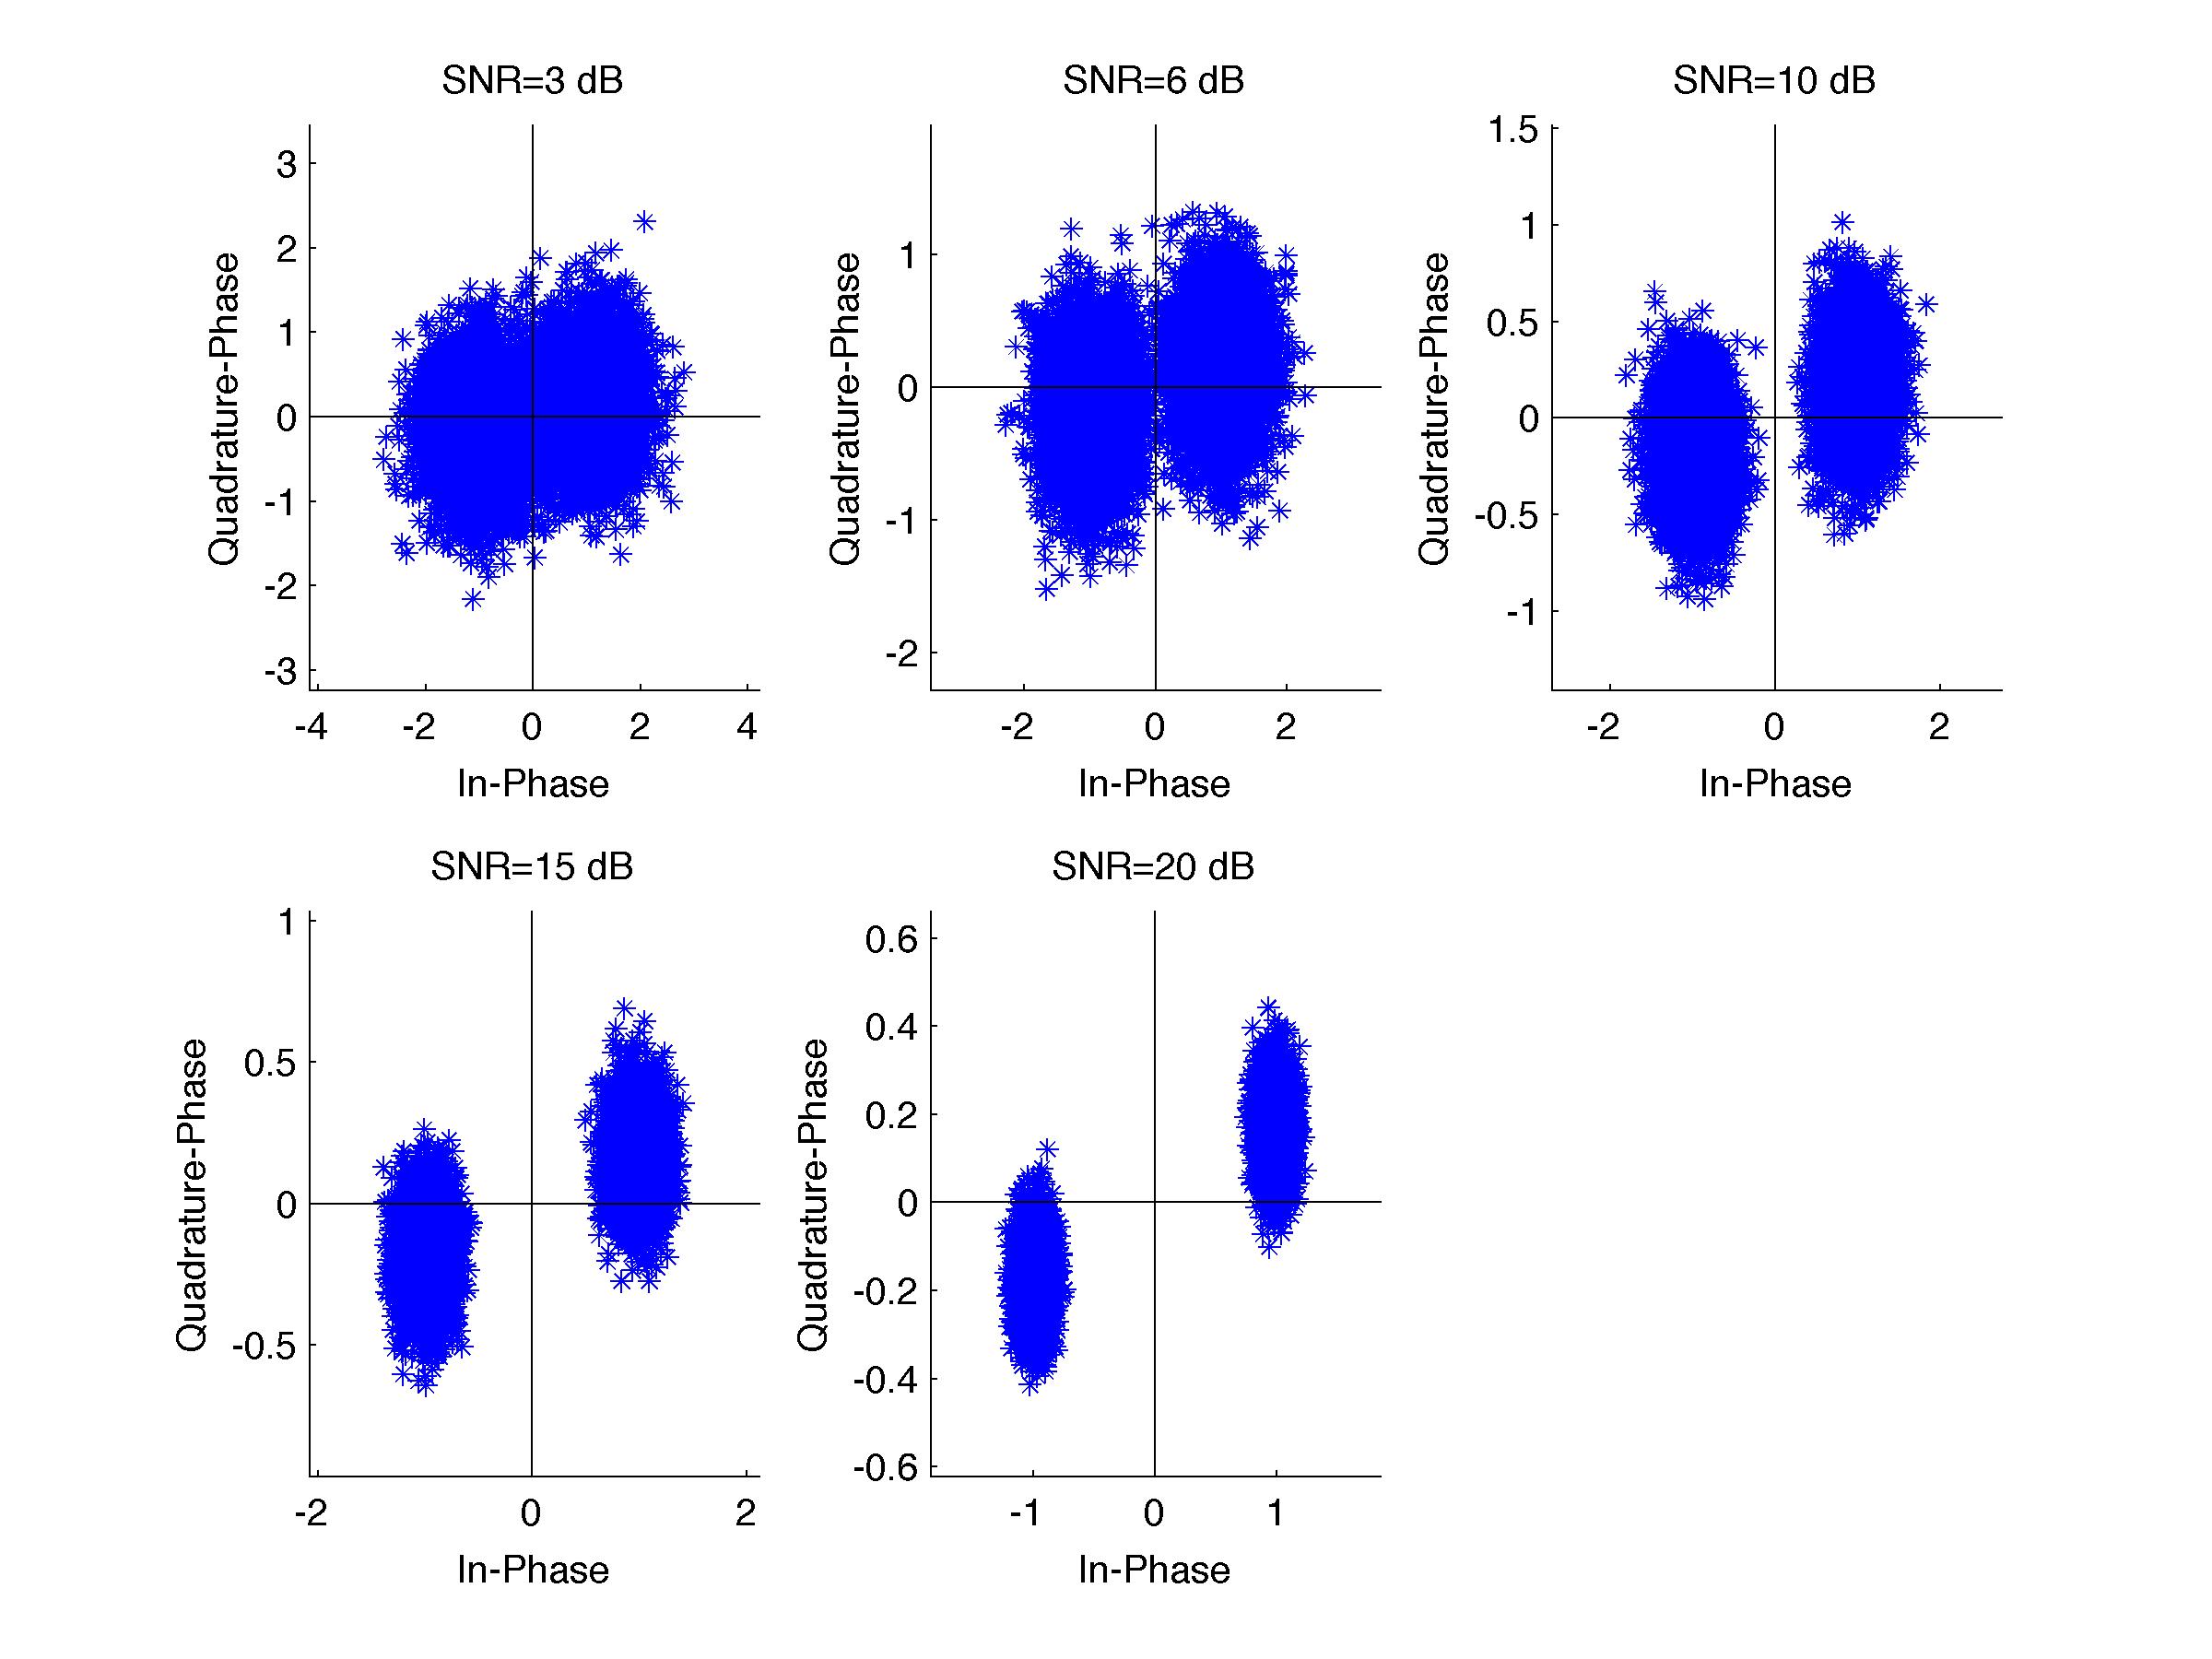 SNR=3 dB
3
2
1
0
-1
-2
-3
-4 -2 0 2 4
Quadrature-Phase
In-Phase
SNR=6 dB
1
0
-1
-2
-2 0 2
Quadrature-Phase
In-Phase
SNR=10 dB
1.5
1
0.5
0
-0.5
-1
-2 0 2
Quadrature-Phase
In-Phase
SNR=15 dB
1
0.5
0
-0.5
-2 0 2
Quadrature-Phase
In-Phase
SNR=20 dB
0.6
0.4
0.2
0
-0.2
-0.4
-0.6
-1 0 1
Quadrature-Phase
In-Phase